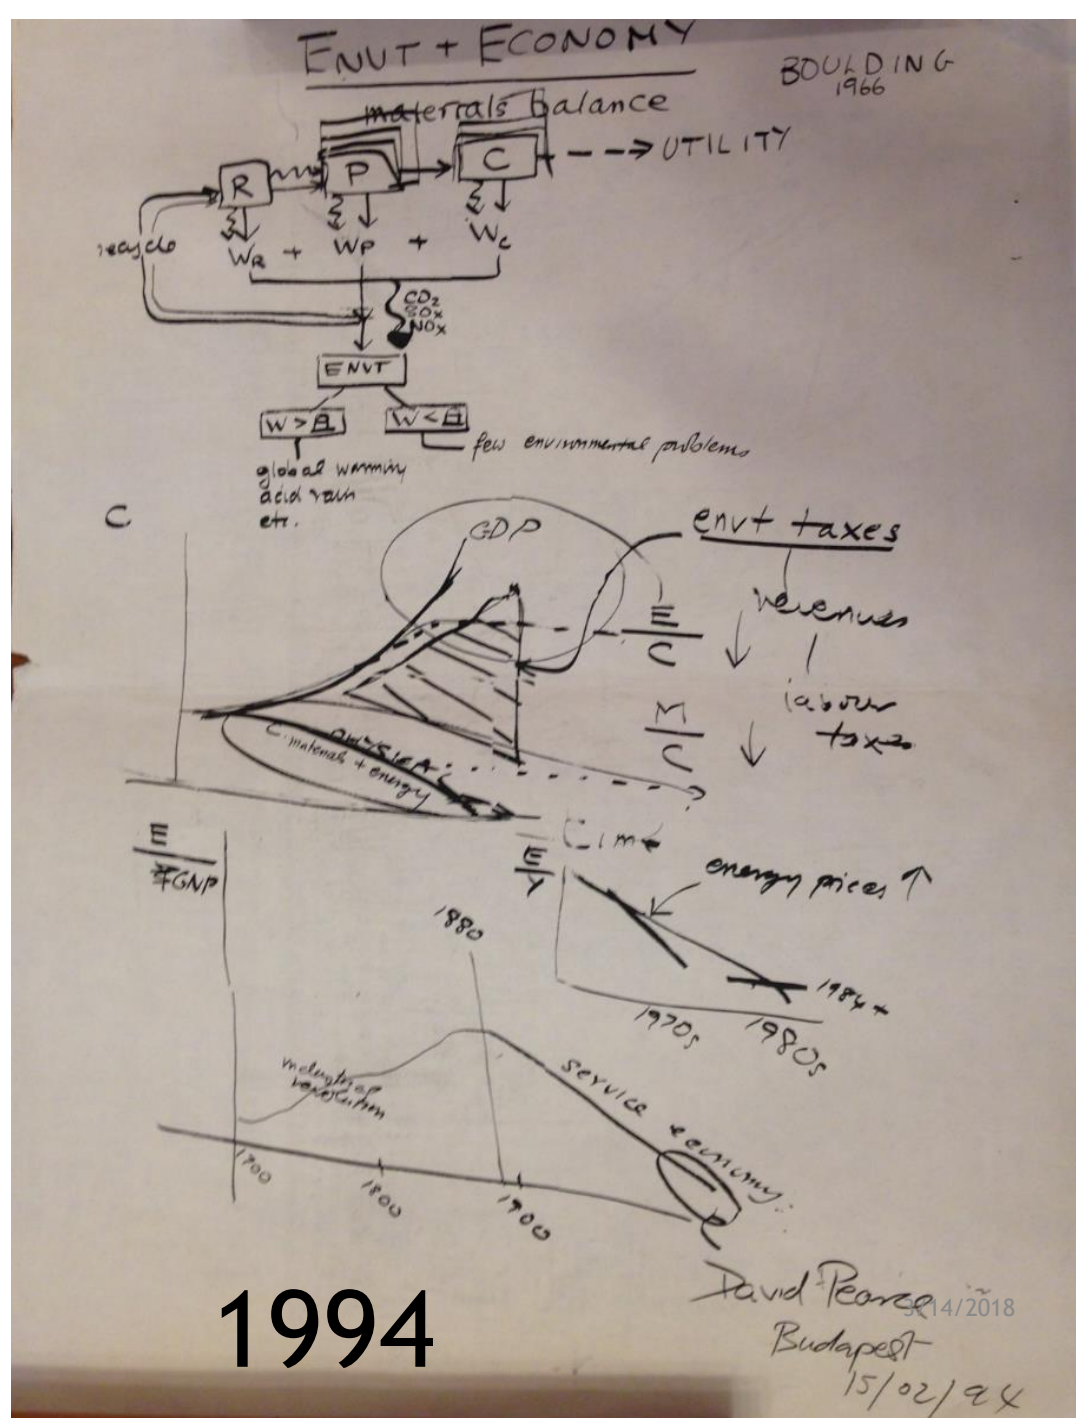 ENVT + ECONOMY
BOULDING
1966
materials balance
R
P
C
UTILITY
recycle
WR + WP + WC
CO2
SOx
NOx
ENVT
W > A
W < A
few environmental problems
global warming
acid rain
etc.
C
GDP
envt taxes
revenues
labour
taxes
E/C ↓
M/C ↓
PHYSICAL
C. materials + energy
?
time
E/GNP
E/Y
energy prices ↑
1984+
1970s
1980s
1880
industrial
revolution
service economy
1700
1800
1900
1994
David Pearce
14/2018
Budapest
15/02/94